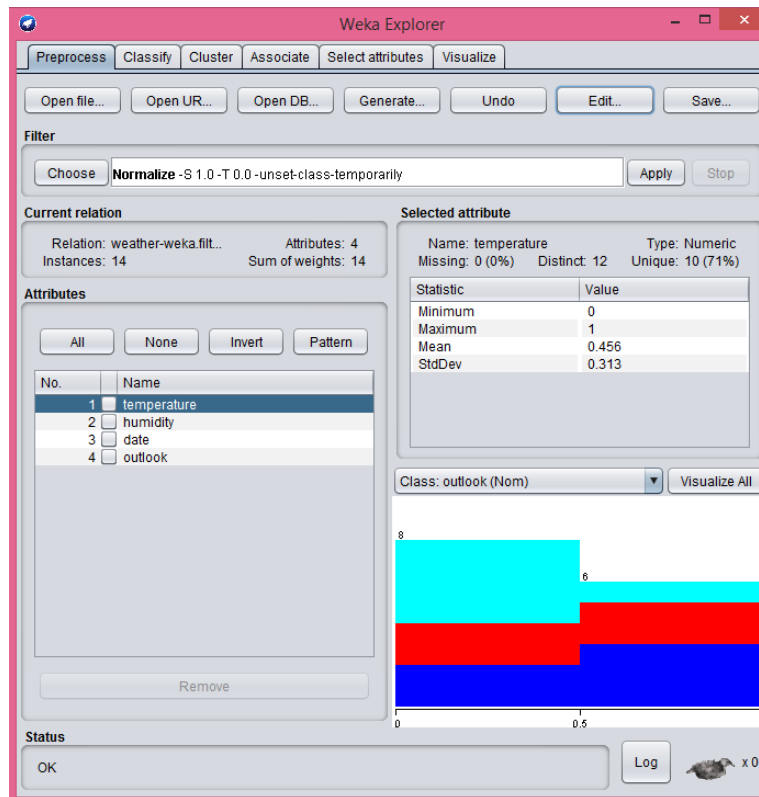 Weka Explorer
Preprocess Classify Cluster Associate Select attributes Visualize
Open file... Open UR... Open DB... Generate... Undo Edit... Save...
Filter
Choose Normalize -S 1.0 -T 0.0 -unset-class-temporarily Apply Stop
Current relation
Relation: weather-weka.filt... Attributes: 4
Instances: 14 Sum of weights: 14
Selected attribute
Name: temperature Type: Numeric
Missing: 0 (0%) Distinct: 12 Unique: 10 (71%)
Statistic Value
Minimum 0
Maximum 1
Mean 0.456
StdDev 0.313
Attributes
All None Invert Pattern
No. Name
1 temperature
2 humidity
3 date
4 outlook
Remove
Class: outlook (Nom) Visualize All
8
6
0 0.5
Status
OK
Log x 0